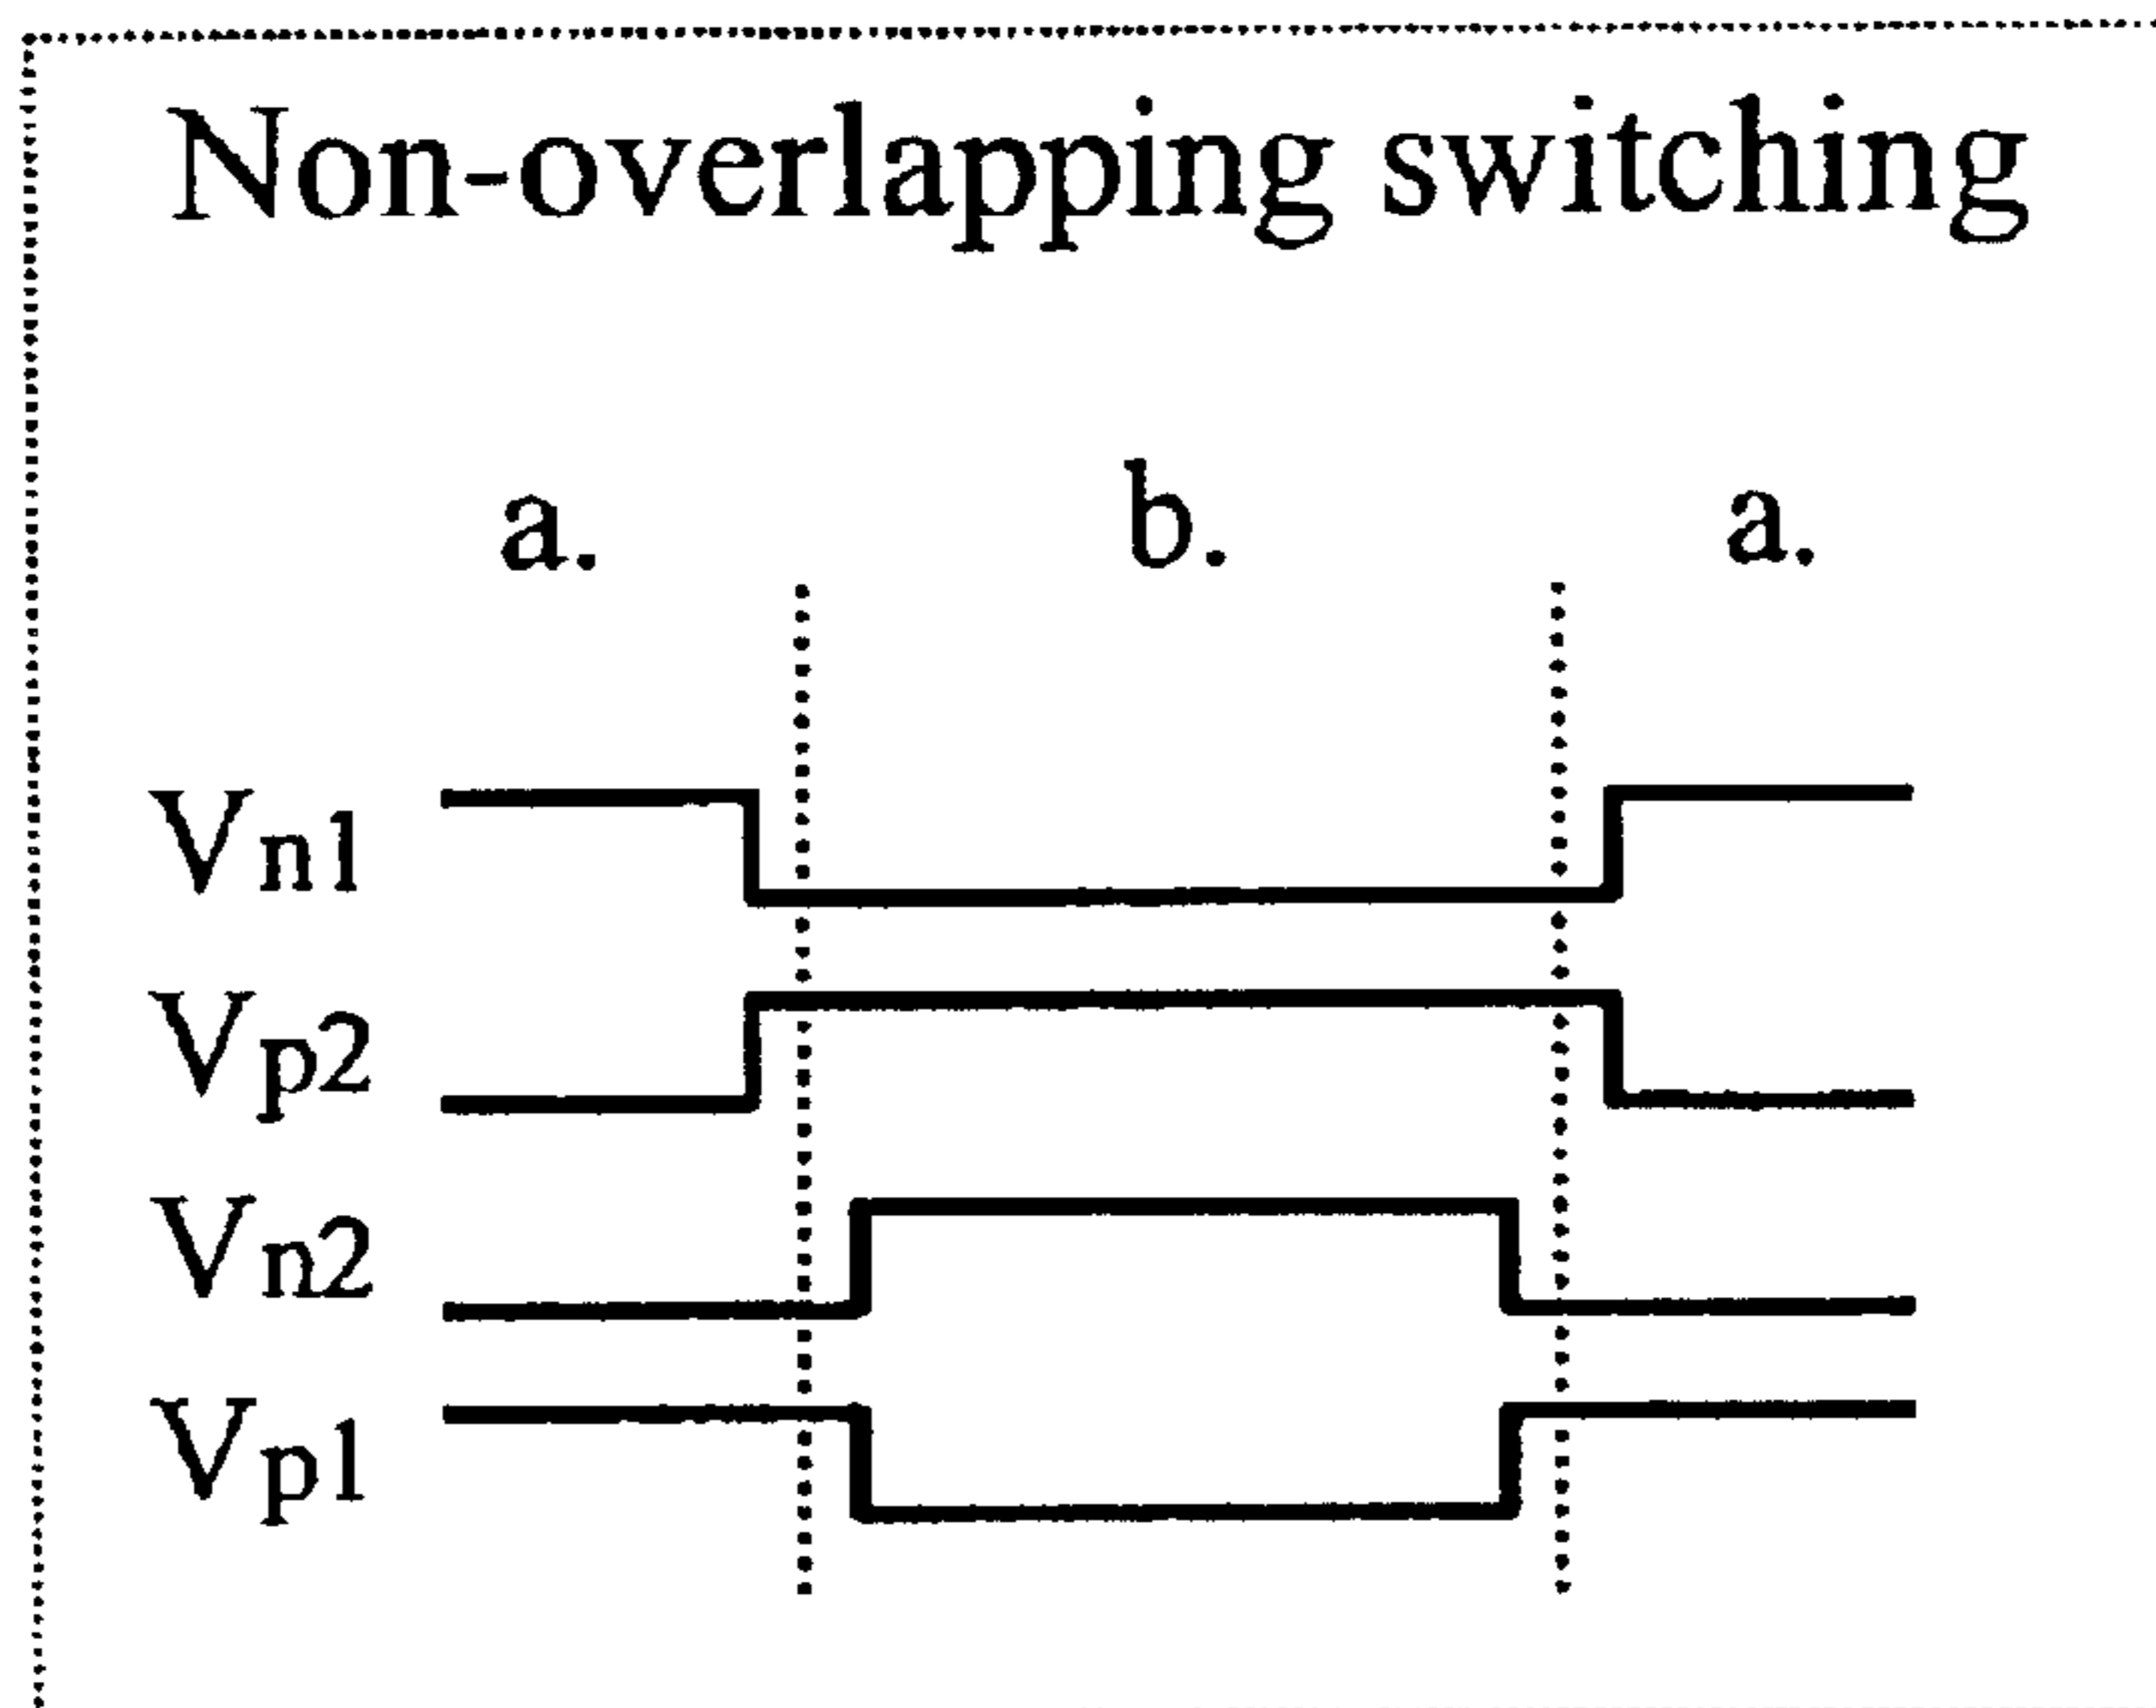 Non-overlapping switching
a. b. a.
Vn1
Vp2
Vn2
Vp1